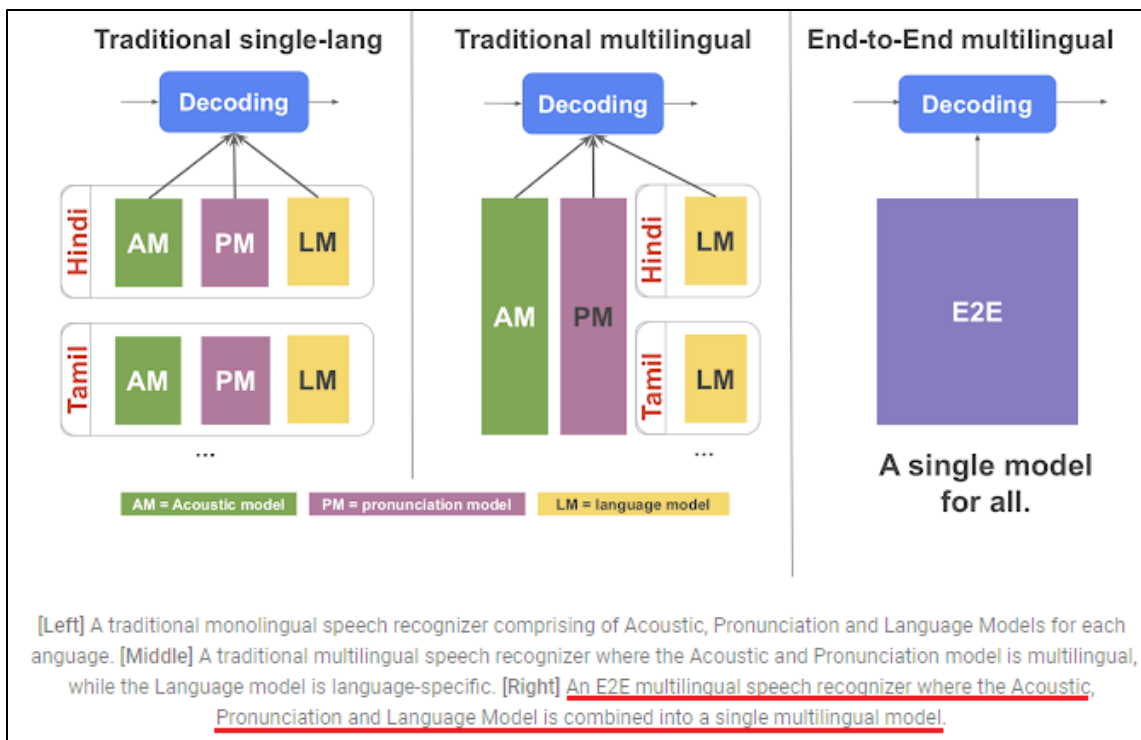 Traditional single-lang
Decoding
Hindi
AM
PM
LM
Tamil
AM
PM
LM
...
Traditional multilingual
Decoding
AM
PM
Hindi
LM
Tamil
LM
...
End-to-End multilingual
Decoding
E2E
A single model
for all.
AM = Acoustic model
PM = pronunciation model
LM = language model
[Left] A traditional monolingual speech recognizer comprising of Acoustic, Pronunciation and Language Models for each
anguage. [Middle] A traditional multilingual speech recognizer where the Acoustic and Pronunciation model is multilingual,
while the Language model is language-specific. [Right] An E2E multilingual speech recognizer where the Acoustic,
Pronunciation and Language Model is combined into a single multilingual model.